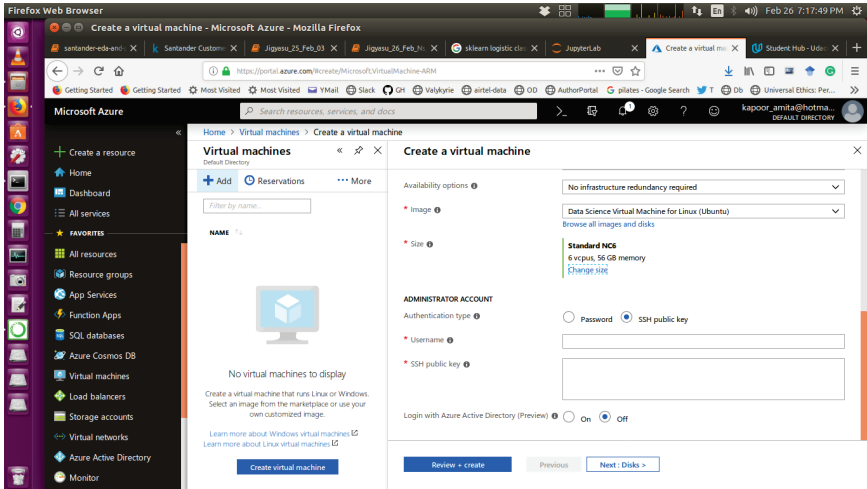 Firefox Web Browser
En
Feb 26 7:17:49 PM
Create a virtual machine - Microsoft Azure - Mozilla Firefox
santander-eda-and-
Santander Custome
Jigyasu_25_Feb_03
Jigyasu_26_Feb_No
sklearn logistic clas
JupyterLab
Create a virtual ma
Student Hub - Udac
https://portal.azure.com/#create/Microsoft.VirtualMachine-ARM
Getting Started
Getting Started
Most Visited
Most Visited
YMail
Slack
GH
Valykyrie
airtel-data
OD
AuthorPortal
pilates - Google Search
T
Db
Universal Ethics: Per...
Microsoft Azure
Search resources, services, and docs
1
kapoor_amita@hotma...
DEFAULT DIRECTORY
Create a resource
Home
Dashboard
All services
FAVORITES
All resources
Resource groups
App Services
Function Apps
SQL databases
Azure Cosmos DB
Virtual machines
Load balancers
Storage accounts
Virtual networks
Azure Active Directory
Monitor
Home > Virtual machines > Create a virtual machine
Virtual machines
Default Directory
Add
Reservations
More
Filter by name...
NAME
No virtual machines to display
Create a virtual machine that runs Linux or Windows.
Select an image from the marketplace or use your
own customized image.
Learn more about Windows virtual machines
Learn more about Linux virtual machines
Create virtual machine
Create a virtual machine
Availability options
No infrastructure redundancy required
* Image
Data Science Virtual Machine for Linux (Ubuntu)
Browse all images and disks
* Size
Standard NC6
6 vcpus, 56 GB memory
Change size
ADMINISTRATOR ACCOUNT
Authentication type
Password
SSH public key
* Username
* SSH public key
Login with Azure Active Directory (Preview)
On
Off
Review + create
Previous
Next : Disks >